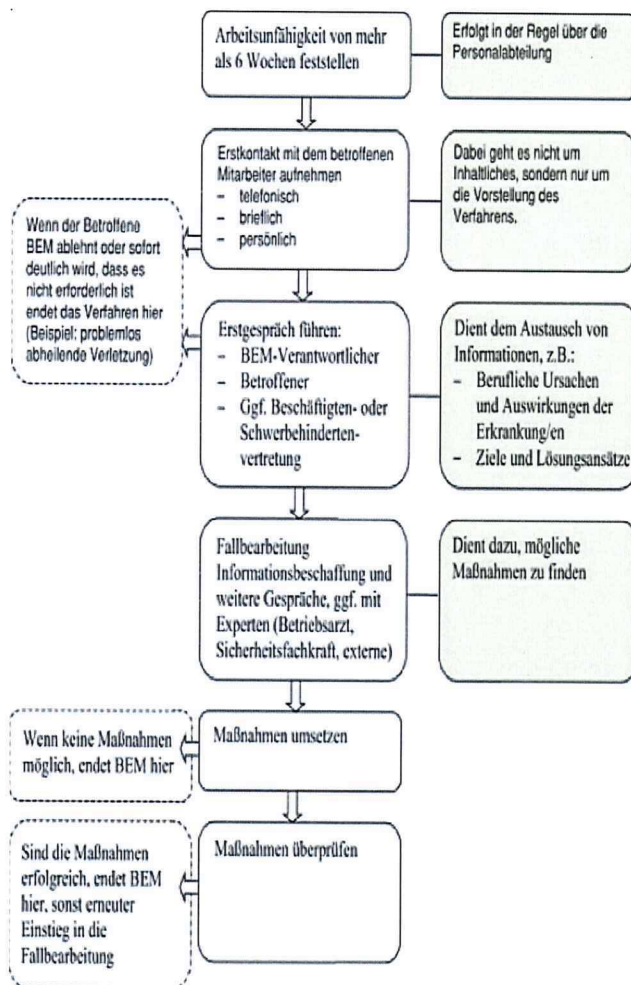 Arbeitsunfähigkeit von mehr
als 6 Wochen feststellen
Erfolgt in der Regel über die
Personalabteilung
Erstkontakt mit dem betroffenen
Mitarbeiter aufnehmen
– telefonisch
– brieflich
– persönlich
Dabei geht es nicht um
Inhaltliches, sondern nur um
die Vorstellung des
Verfahrens.
Wenn der Betroffene
BEM ablehnt oder sofort
deutlich wird, dass es
nicht erforderlich ist
endet das Verfahren hier
(Beispiel: problemlos
abheilende Verletzung)
Erstgespräch führen:
– BEM-Verantwortlicher
– Betroffener
– Ggf. Beschäftigten- oder
Schwerbehinderten-
vertretung
Dient dem Austausch von
Informationen, z.B.:
– Berufliche Ursachen
und Auswirkungen der
Erkrankung/en
– Ziele und Lösungsansätze
Fallbearbeitung
Informationsbeschaffung und
weitere Gespräche, ggf. mit
Experten (Betriebsarzt,
Sicherheitsfachkraft, externe)
Dient dazu, mögliche
Maßnahmen zu finden
Maßnahmen umsetzen
Wenn keine Maßnahmen
möglich, endet BEM hier
Maßnahmen überprüfen
Sind die Maßnahmen
erfolgreich, endet BEM
hier, sonst erneuter
Einstieg in die
Fallbearbeitung